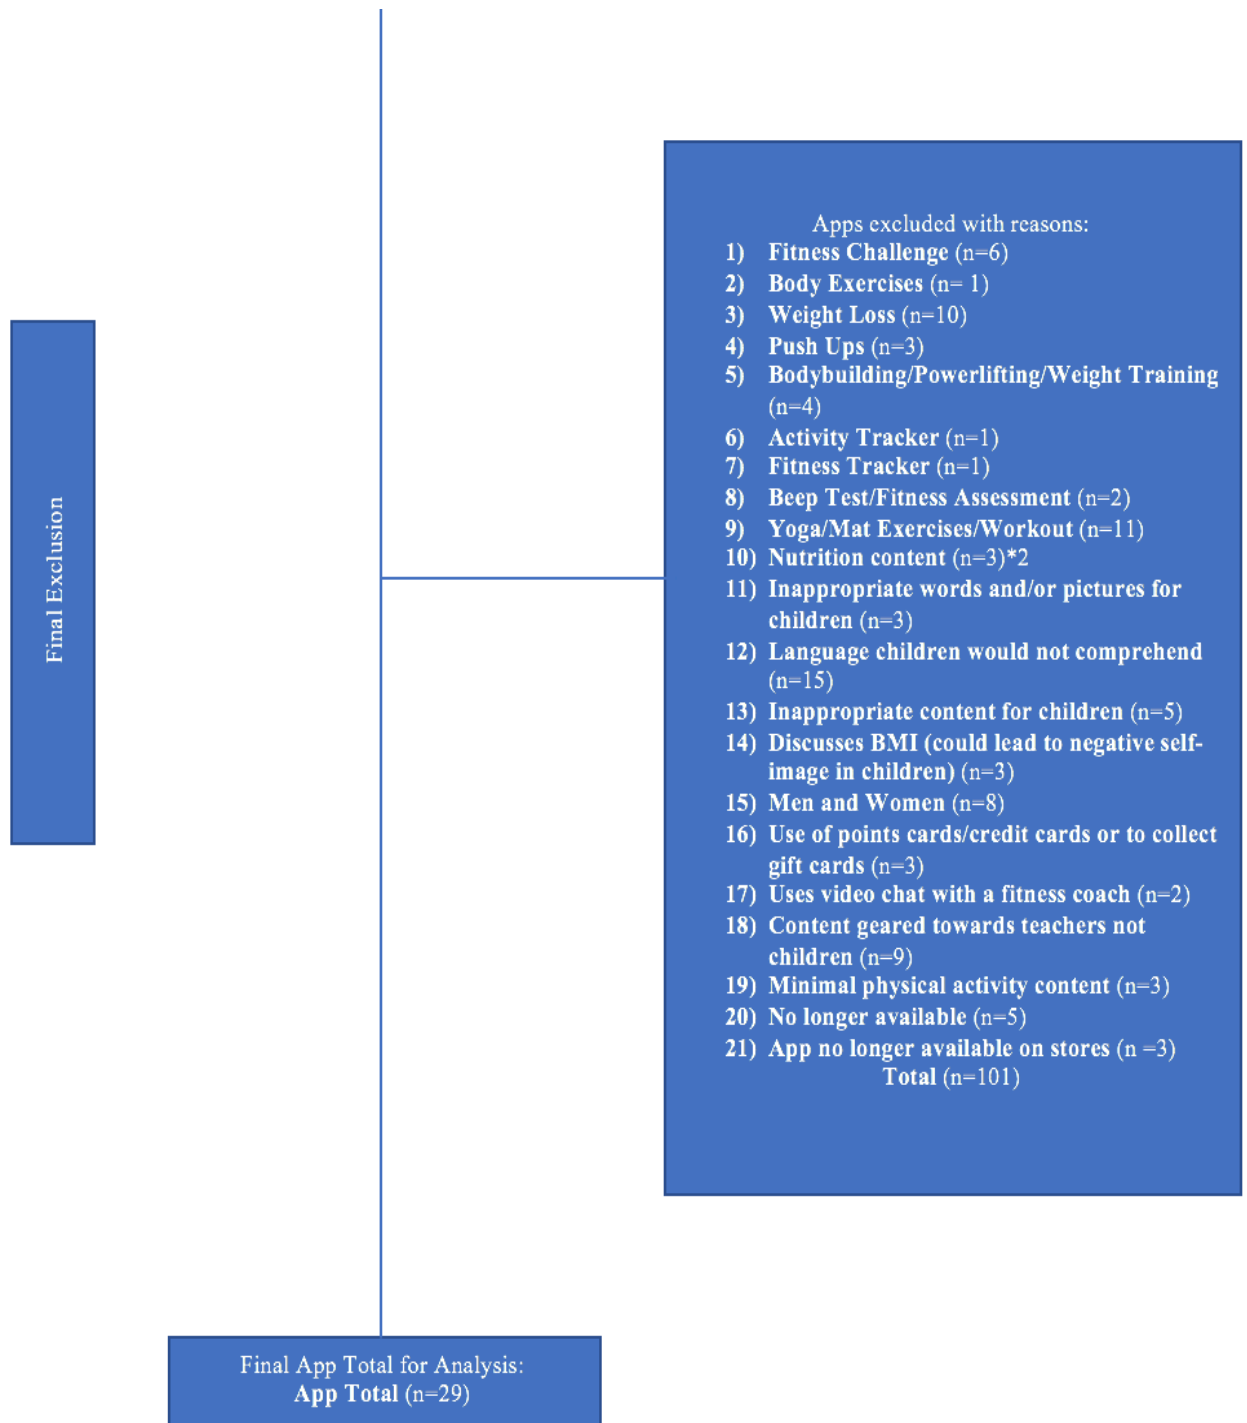 Final Exclusion
Apps excluded with reasons:
1) Fitness Challenge (n=6)
2) Body Exercises (n= 1)
3) Weight Loss (n=10)
4) Push Ups (n=3)
5) Bodybuilding/Powerlifting/Weight Training
(n=4)
6) Activity Tracker (n=1)
7) Fitness Tracker (n=1)
8) Beep Test/Fitness Assessment (n=2)
9) Yoga/Mat Exercises/Workout (n=11)
10) Nutrition content (n=3)*2
11) Inappropriate words and/or pictures for
children (n=3)
12) Language children would not comprehend
(n=15)
13) Inappropriate content for children (n=5)
14) Discusses BMI (could lead to negative self-
image in children) (n=3)
15) Men and Women (n=8)
16) Use of points cards/credit cards or to collect
gift cards (n=3)
17) Uses video chat with a fitness coach (n=2)
18) Content geared towards teachers not
children (n=9)
19) Minimal physical activity content (n=3)
20) No longer available (n=5)
21) App no longer available on stores (n =3)
Total (n=101)
Final App Total for Analysis:
App Total (n=29)